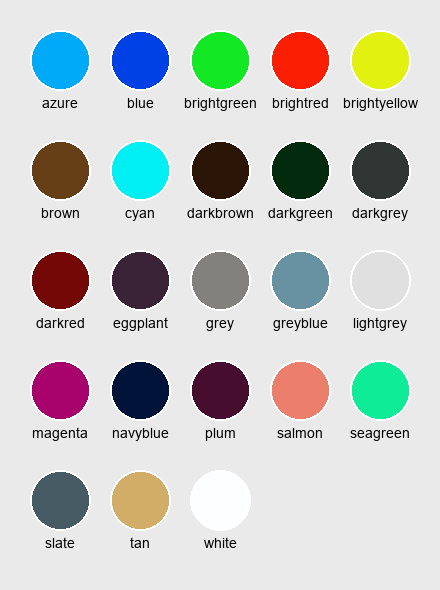 azure blue brightgreen brightred brightyellow
brown cyan darkbrown darkgreen darkgrey
darkred eggplant grey greyblue lightgrey
magenta navyblue plum salmon seagreen
slate tan white